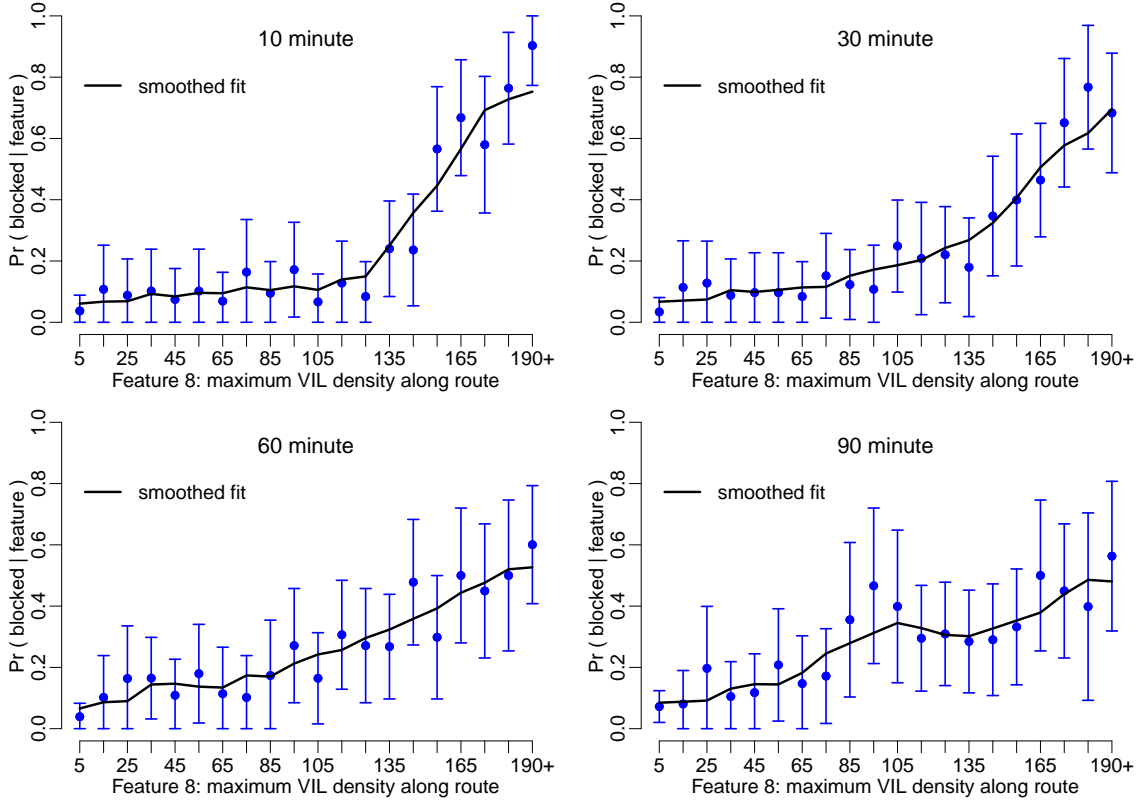 10 minute
smoothed fit
Pr ( blocked | feature )
0.0 0.2 0.4 0.6 0.8 1.0
5 25 45 65 85 105 135 165 190+
Feature 8: maximum VIL density along route
30 minute
smoothed fit
Pr ( blocked | feature )
0.0 0.2 0.4 0.6 0.8 1.0
5 25 45 65 85 105 135 165 190+
Feature 8: maximum VIL density along route
60 minute
smoothed fit
Pr ( blocked | feature )
0.0 0.2 0.4 0.6 0.8 1.0
5 25 45 65 85 105 135 165 190+
Feature 8: maximum VIL density along route
90 minute
smoothed fit
Pr ( blocked | feature )
0.0 0.2 0.4 0.6 0.8 1.0
5 25 45 65 85 105 135 165 190+
Feature 8: maximum VIL density along route